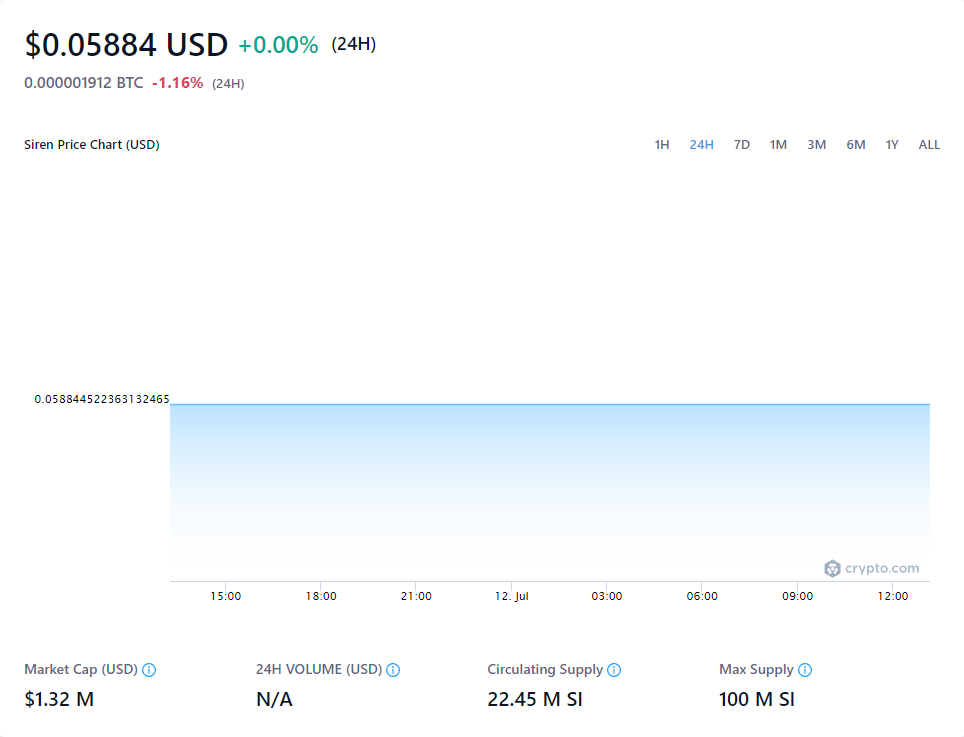 $0.05884 USD +0.00% (24H)
0.000001912 BTC -1.16% (24H)
Siren Price Chart (USD) 1H 24H 7D 1M 3M 6M 1Y ALL
0.058844522363132465
crypto.com
15:00 18:00 21:00 12. Jul 03:00 06:00 09:00 12:00
Market Cap (USD) 24H VOLUME (USD) Circulating Supply Max Supply
$1.32 M N/A 22.45 M SI 100 M SI